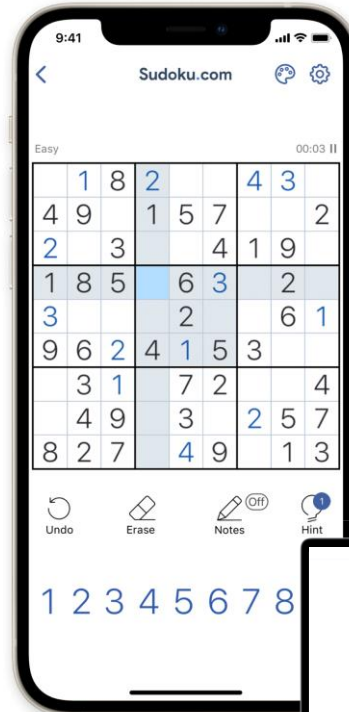 9:41
Sudoku.com
Easy 00:03
1 8 2 4 3
4 9 1 5 7 2
2 3 4 1 9
1 8 5 6 3 2
3 2 6 1
9 6 2 4 1 5 3
3 1 7 2 4
4 9 3 2 5 7
8 2 7 4 9 1 3
Off 1
Undo Erase Notes Hint
1 2 3 4 5 6 7 8